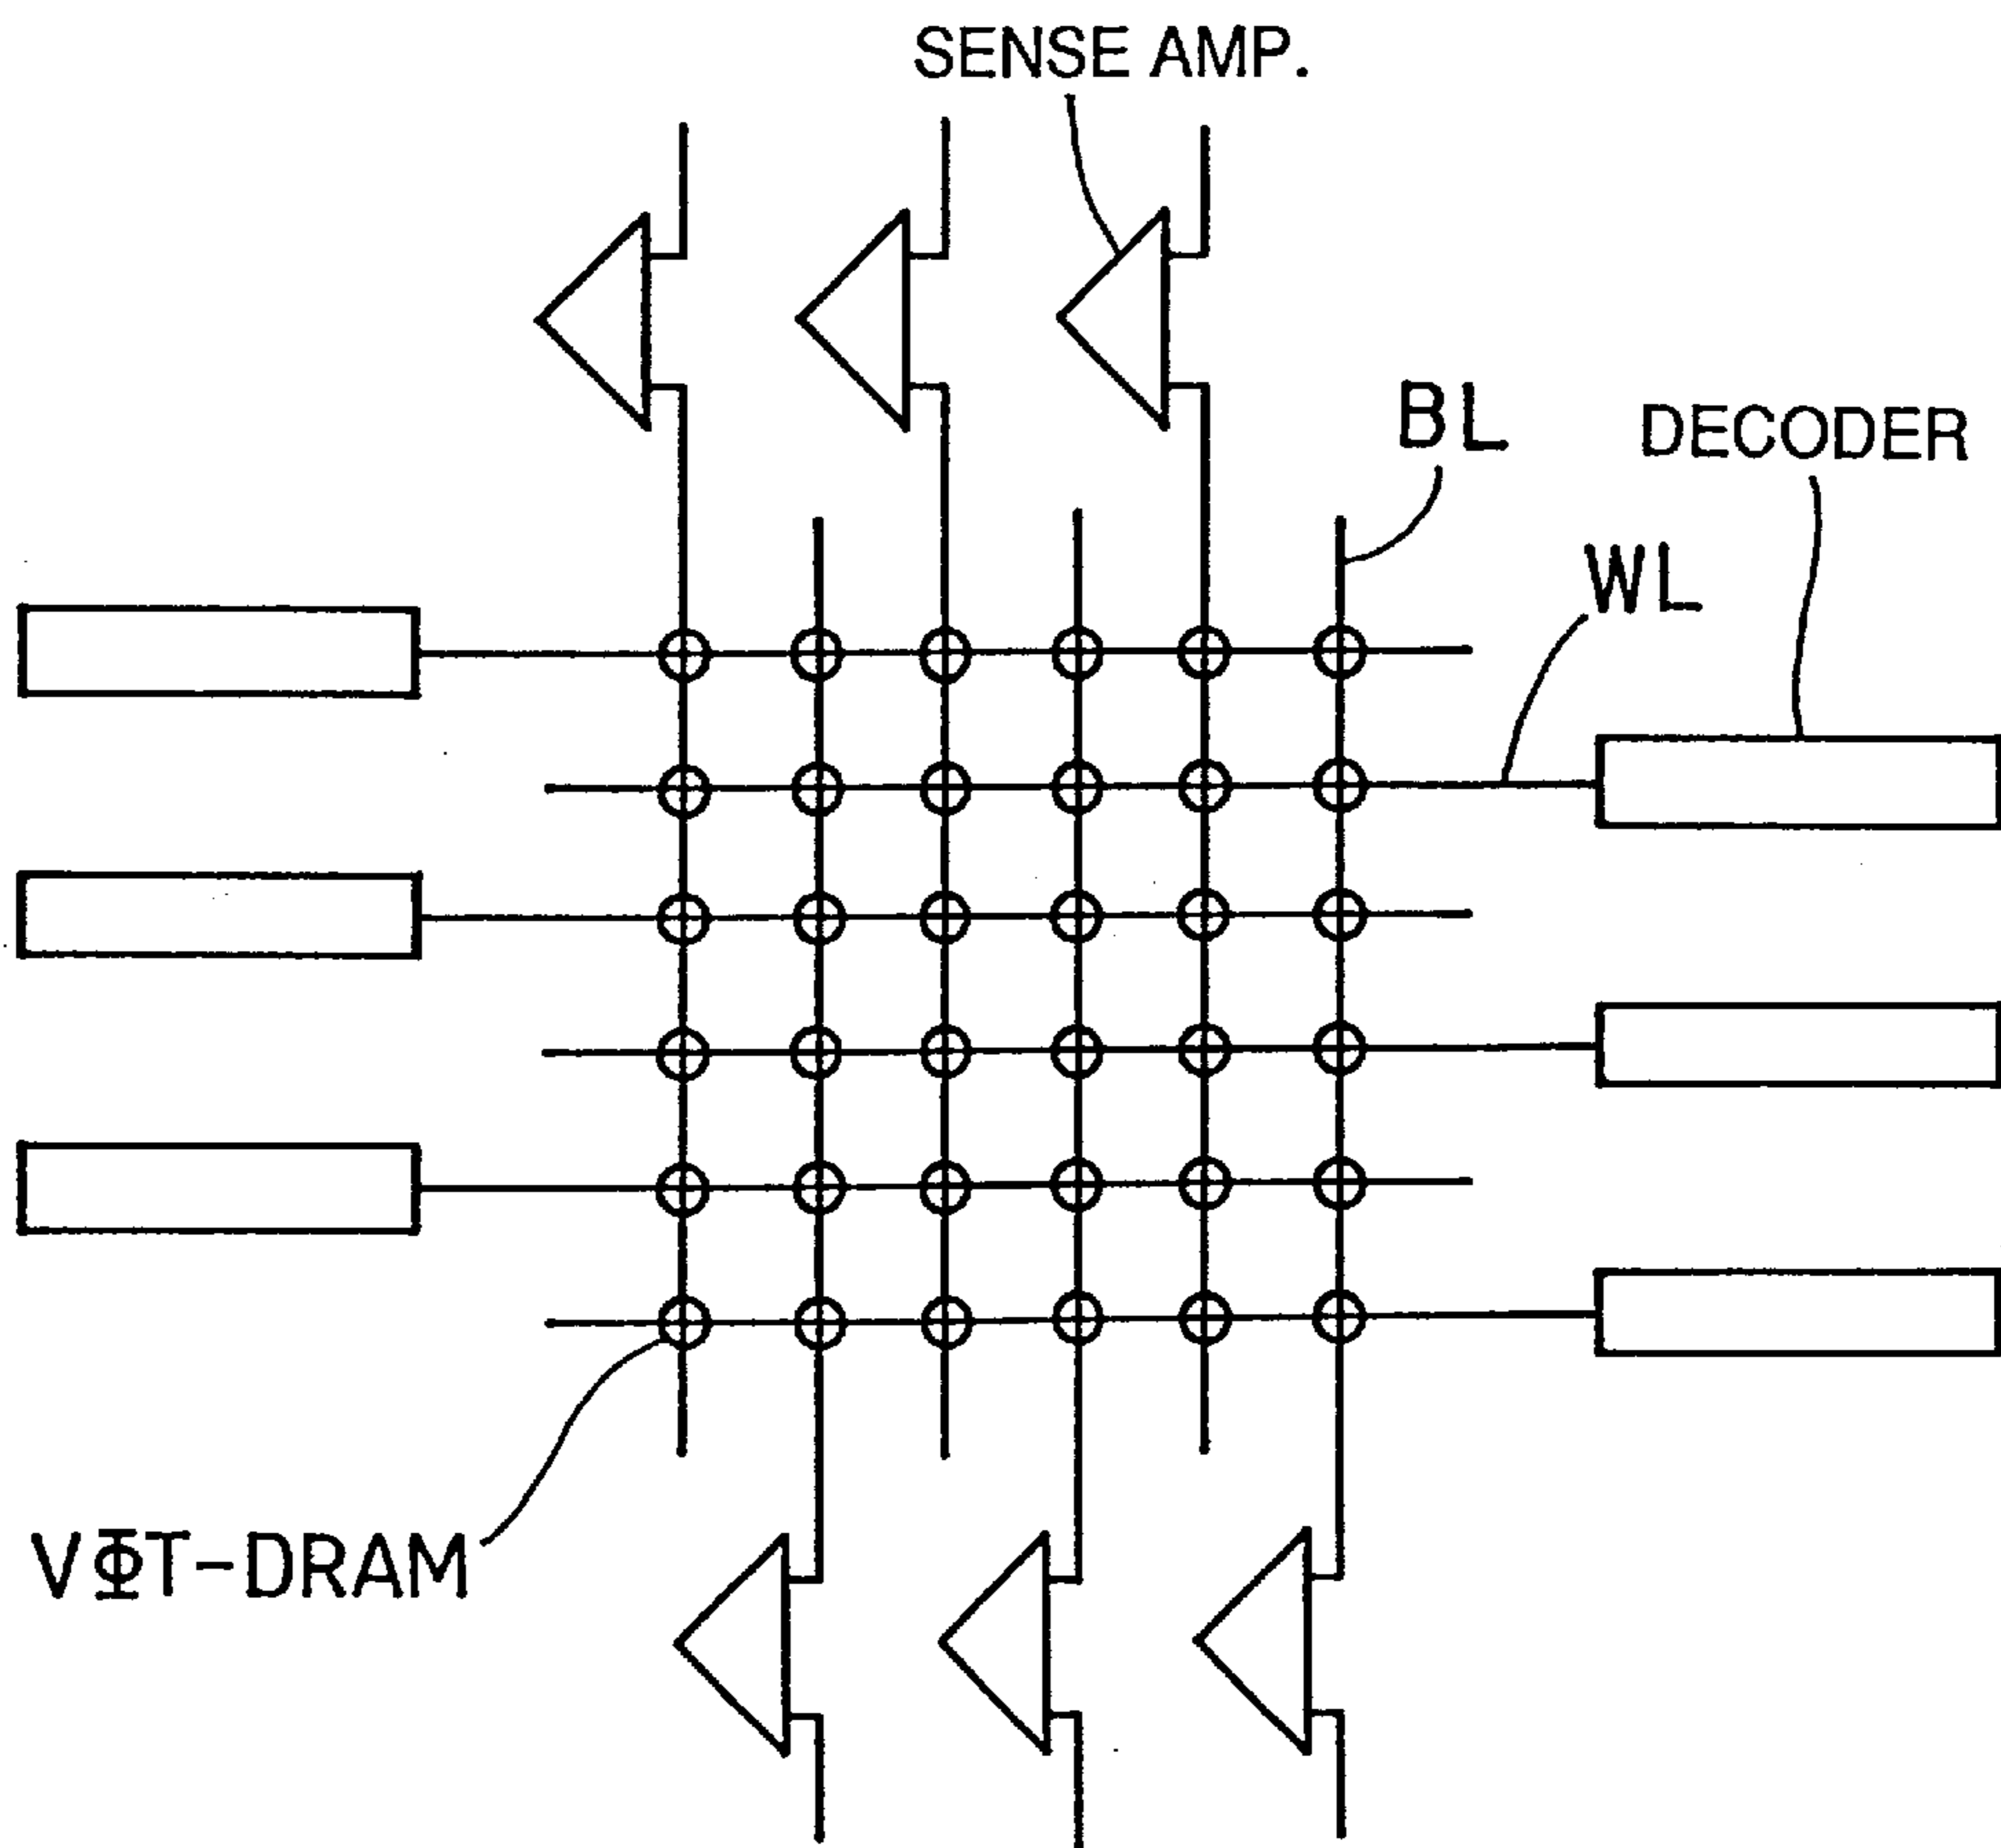 SENSE AMP.
BL
DECODER
WL
VΦT-DRAM